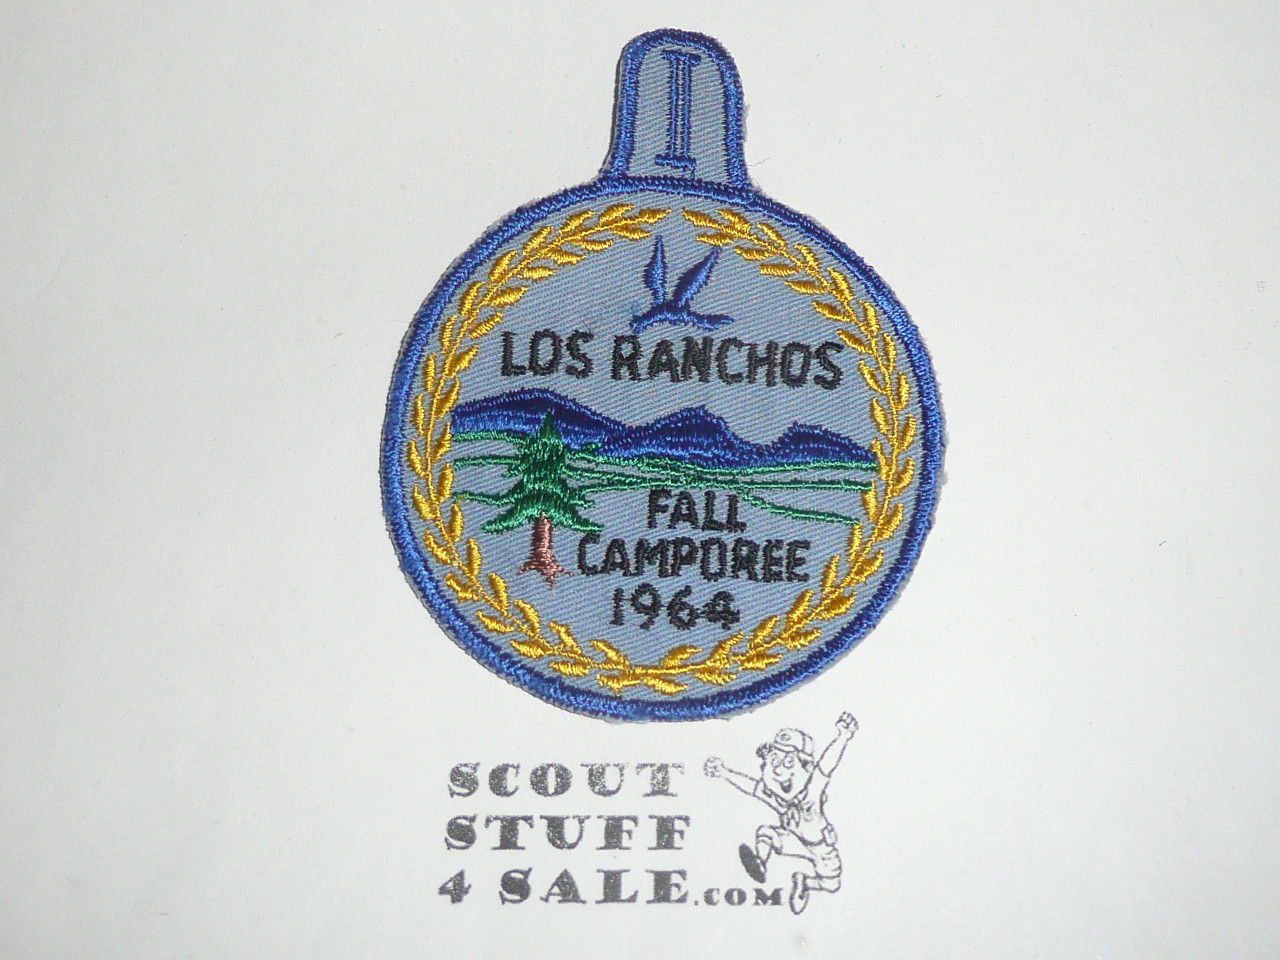 I
LOS RANCHOS
FALL
CAMPOREE
1964
SCOUT
STUFF
4 SALE.COM